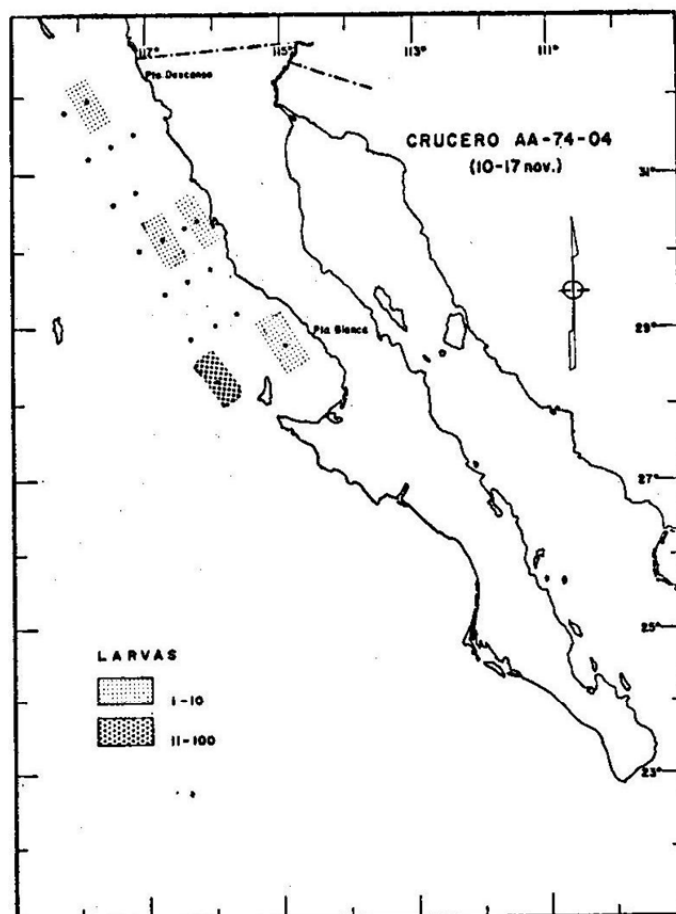 117° 115° 113° 111°
Pta. Descanso
CRUCERO AA-74-04
(10-17 nov.)
31°
29°
Pta. Blanca
27°
25°
LARVAS
1-10
11-100
23°